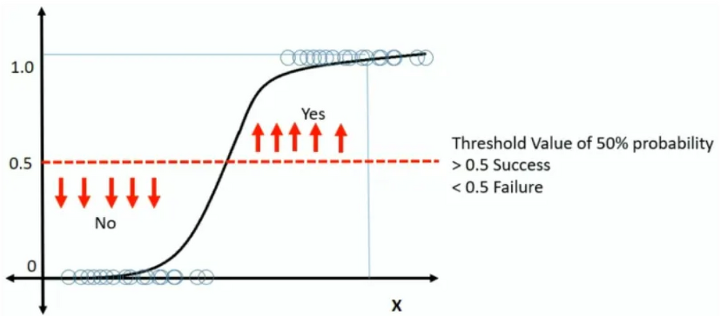 1.0
Yes
Threshold Value of 50% probability
0.5
> 0.5 Success
< 0.5 Failure
No
0
X